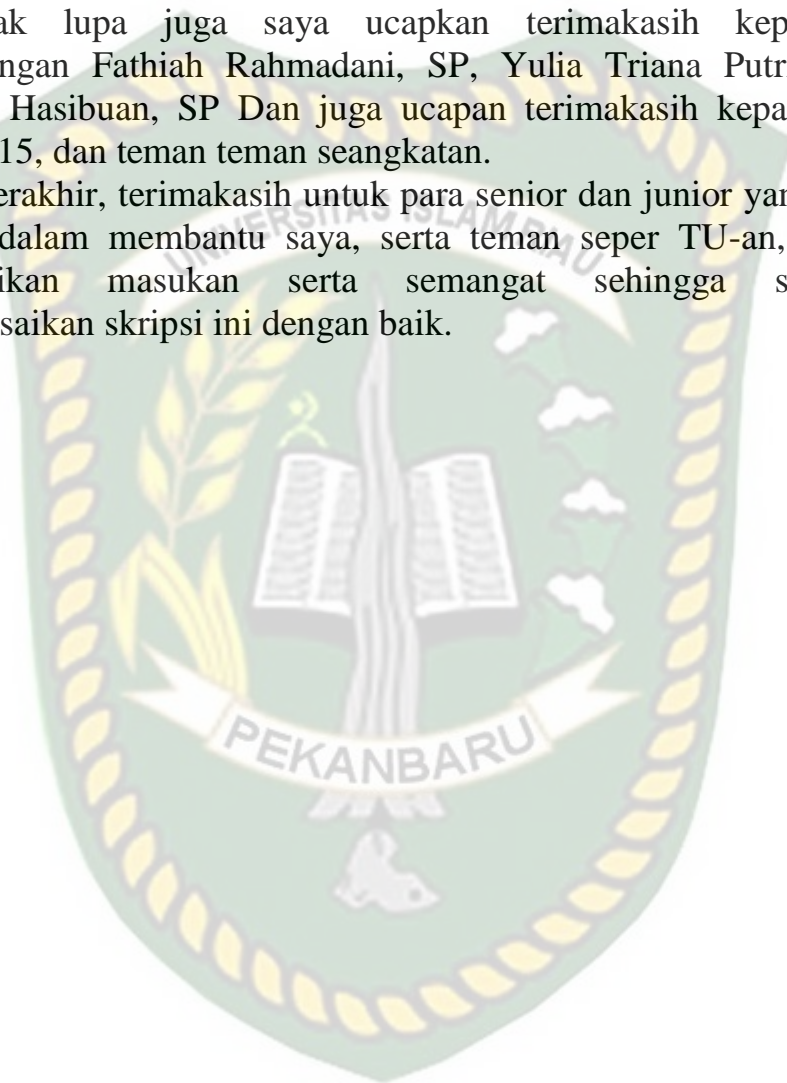 ak lupa juga saya ucapkan terimakasih kep
ngan Fathiah Rahmadani, SP, Yulia Triana Putr
Hasibuan, SP Dan juga ucapan terimakasih kepa
15, dan teman teman seangkatan.
erakhir, terimakasih untuk para senior dan junior yan
dalam membantu saya, serta teman seper TU-an,
ikan masukan serta semangat sehingga s
saikan skripsi ini dengan baik.
UNIVERSITAS ISLAM RIAU
PEKANBARU